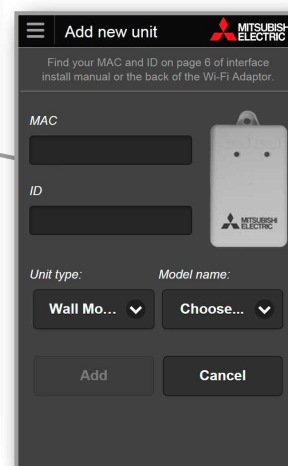 Add new unit
MITSUBISH
ELECTRIC
Find your MAC and ID on page 6 of interface
install manual or the back of the Wi-Fi Adaptor.
MAC
MITSUBISHI
ELECTRIC
ID
Unit type: Model name:
Wall Mo... Choose...
Add Cancel